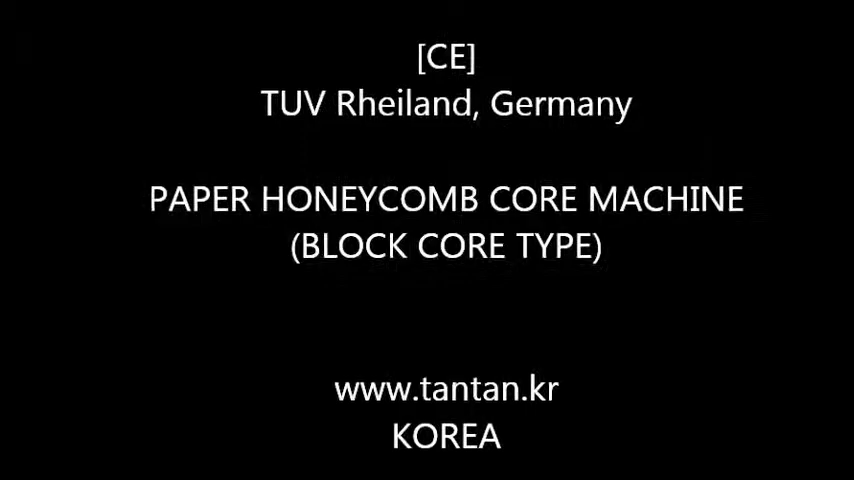 [CE]
TUV Rheiland, Germany
PAPER HONEYCOMB CORE MACHINE
(BLOCK CORE TYPE)
www.tantan.kr
KOREA